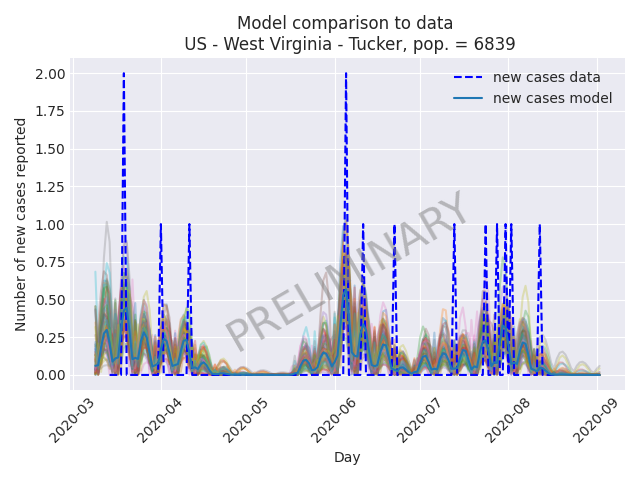 Model comparison to data
US - West Virginia - Tucker, pop. = 6839
new cases data
new cases model
2.00
1.75
1.50
1.25
1.00
0.75
0.50
0.25
0.00
Number of new cases reported
PRELIMINARY
2020-03
2020-04
2020-05
2020-06
2020-07
2020-08
2020-09
Day